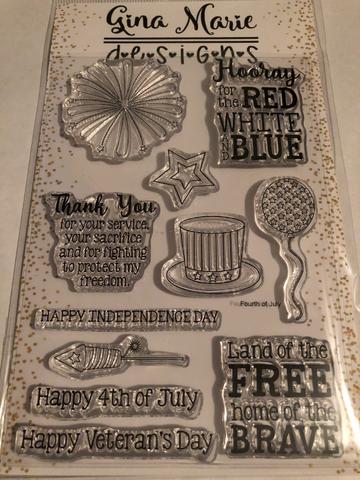 Gina Marie
designs
Hooray
for the RED
WHITE
& BLUE
Thank You
for your service,
your sacrifice
and for fighting
to protect my
freedom.
Fourth of July
HAPPY INDEPENDENCE DAY
Happy 4th of July
Happy Veteran's Day
Land of the
FREE
home of the
BRAVE